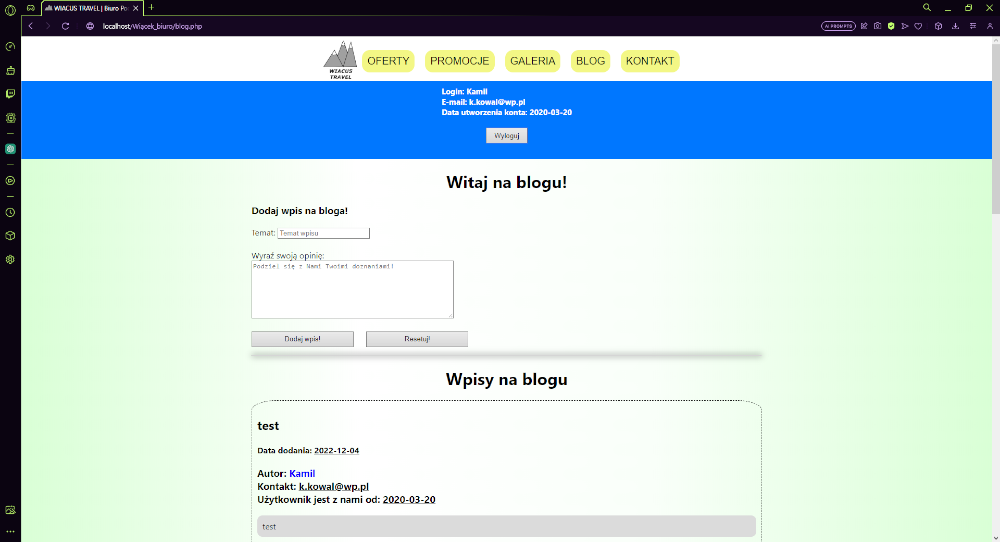 WIACUS TRAVEL | Biuro Po
localhost/Wiącek_biuro/blog.php
AI PROMPTS
WIACUS
TRAVEL
OFERTY
PROMOCJE
GALERIA
BLOG
KONTAKT
Login: Kamil
E-mail: k.kowal@wp.pl
Data utworzenia konta: 2020-03-20
Wyloguj
Witaj na blogu!
Dodaj wpis na bloga!
Temat: Temat wpisu
Wyraź swoją opinię:
Podziel się z Nami Twoimi doznaniami!
Dodaj wpis!
Resetuj!
Wpisy na blogu
test
Data dodania: 2022-12-04
Autor: Kamil
Kontakt: k.kowal@wp.pl
Użytkownik jest z nami od: 2020-03-20
test